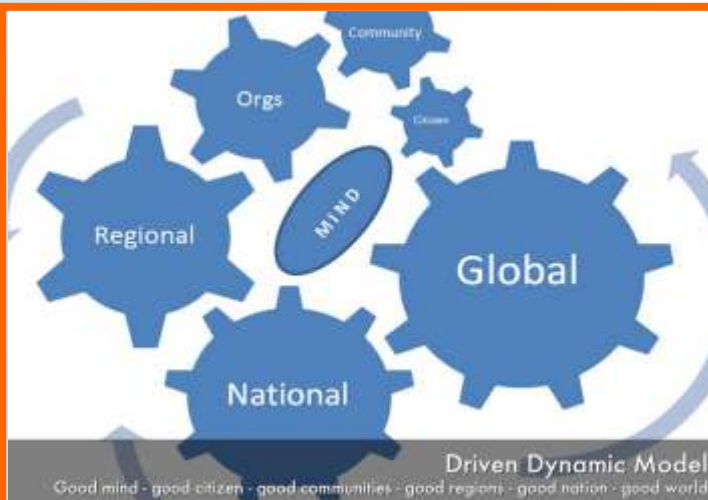 Community
Orgs
Citizen
MIND
Regional
Global
National
Driven Dynamic Model
Good mind - good citizen - good communities - good regions - good nation - good world